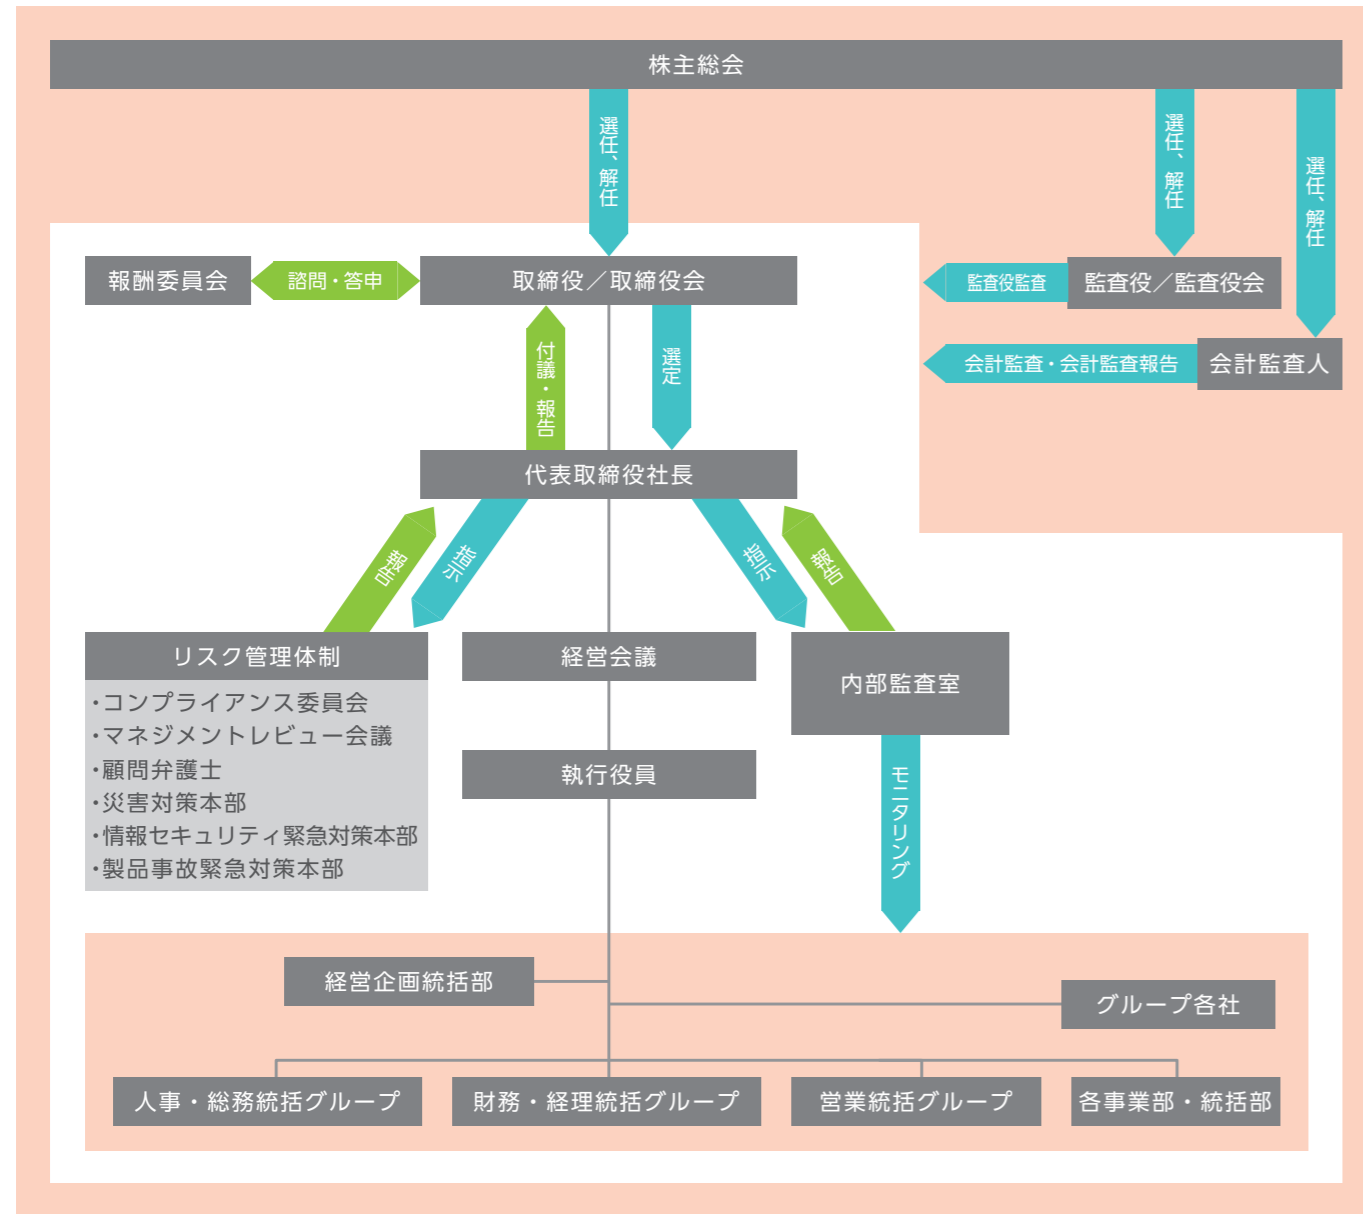 株主総会
選任、解任
選任、解任
選任、解任
報酬委員会
諮問・答申
取締役／取締役会
監査役監査
監査役／監査役会
付議・報告
選定
会計監査・会計監査報告
会計監査人
代表取締役社長
報告
指示
指示
報告
リスク管理体制
・コンプライアンス委員会
・マネジメントレビュー会議
・顧問弁護士
・災害対策本部
・情報セキュリティ緊急対策本部
・製品事故緊急対策本部
経営会議
内部監査室
執行役員
モニタリング
経営企画統括部
グループ各社
人事・総務統括グループ
財務・経理統括グループ
営業統括グループ
各事業部・統括部